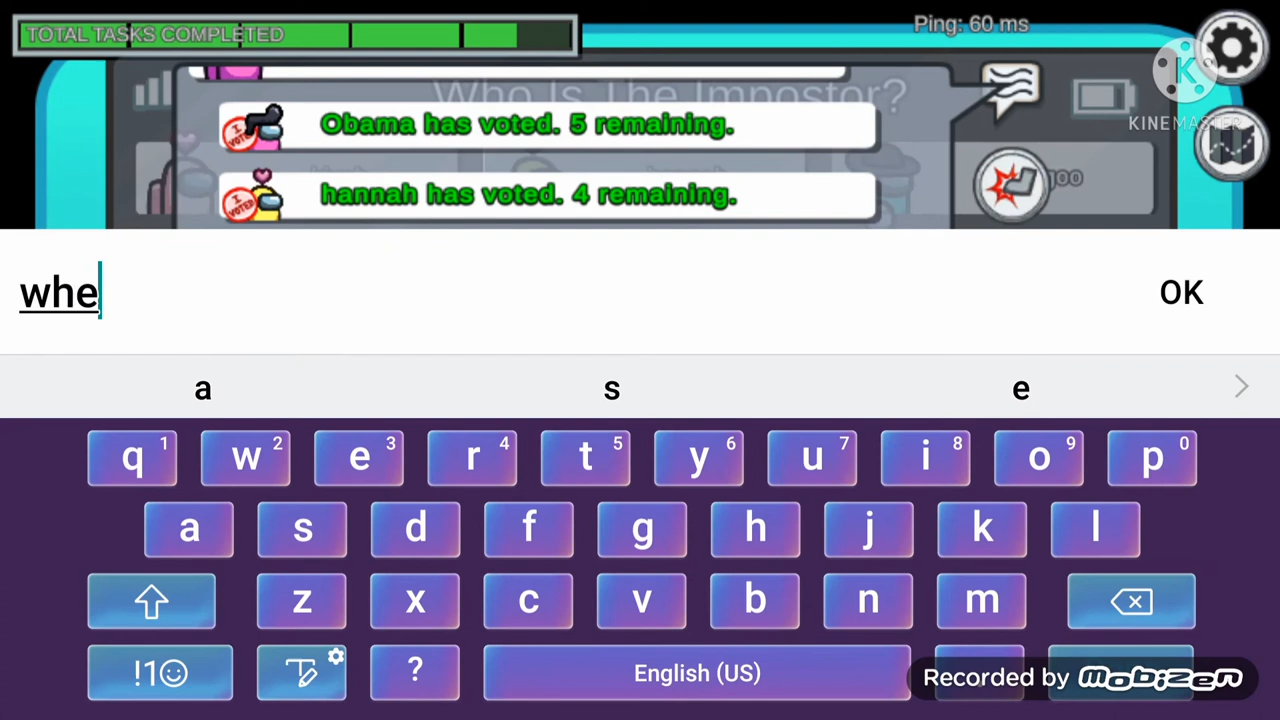 TOTAL TASKS COMPLETED
Ping: 60 ms
K
KINEMASTER
Who Is The Impostor?
I VOTED
Obama has voted. 5 remaining.
I VOTED
hannah has voted. 4 remaining.
whe
OK
a s e
q 1 w 2 e 3 r 4 t 5 y 6 u 7 i 8 o 9 p 0
a s d f g h j k l
z x c v b n m
!1☺ T ? English (US)
Recorded by mobizen